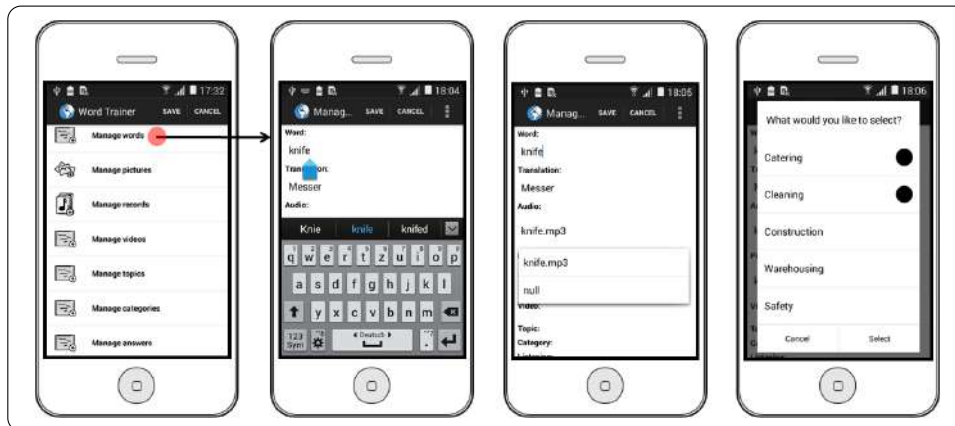 17:32
Word Trainer SAVE CANCEL
Manage words
Manage pictures
Manage records
Manage videos
Manage topics
Manage categories
Manage answers
18:04
Manag... SAVE CANCEL
Word:
knife
Translation:
Messer
Audio:
Knie knife knifed
q w e r t z u i o p
a s d f g h j k l
y x c v b n m
123
Sym
Deutsch
.
18:05
Manag... SAVE CANCEL
Word:
knife
Translation:
Messer
Audio:
knife.mp3
knife.mp3
null
Video:
Topic:
Category:
18:06
What would you like to select?
Catering
Cleaning
Construction
Warehousing
Safety
Cancel Select